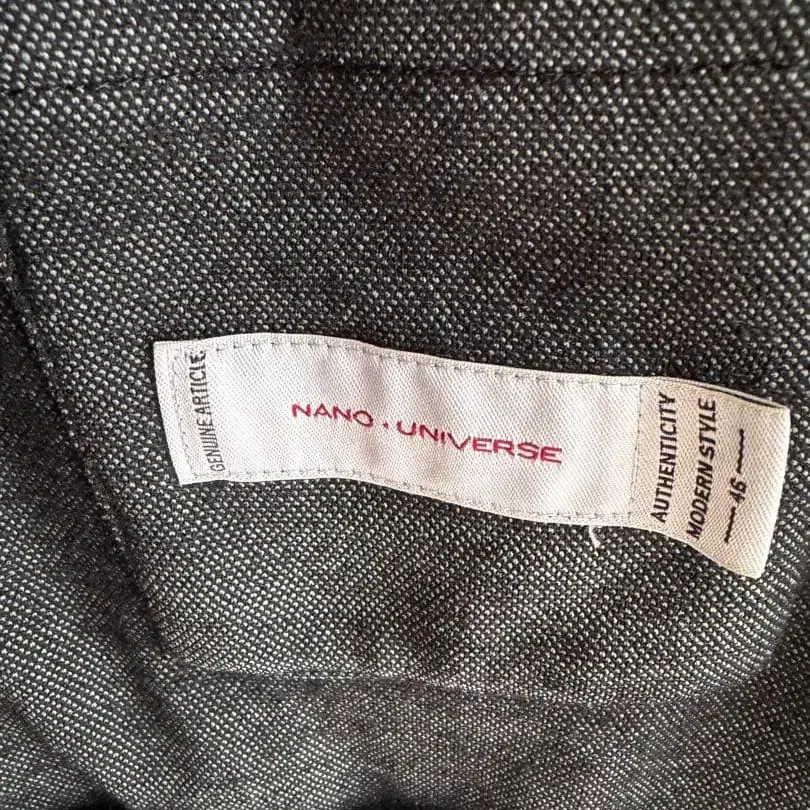 GENUINE ARTICLE
NANO · UNIVERSE
AUTHENTICITY
MODERN STYLE
— 46 —